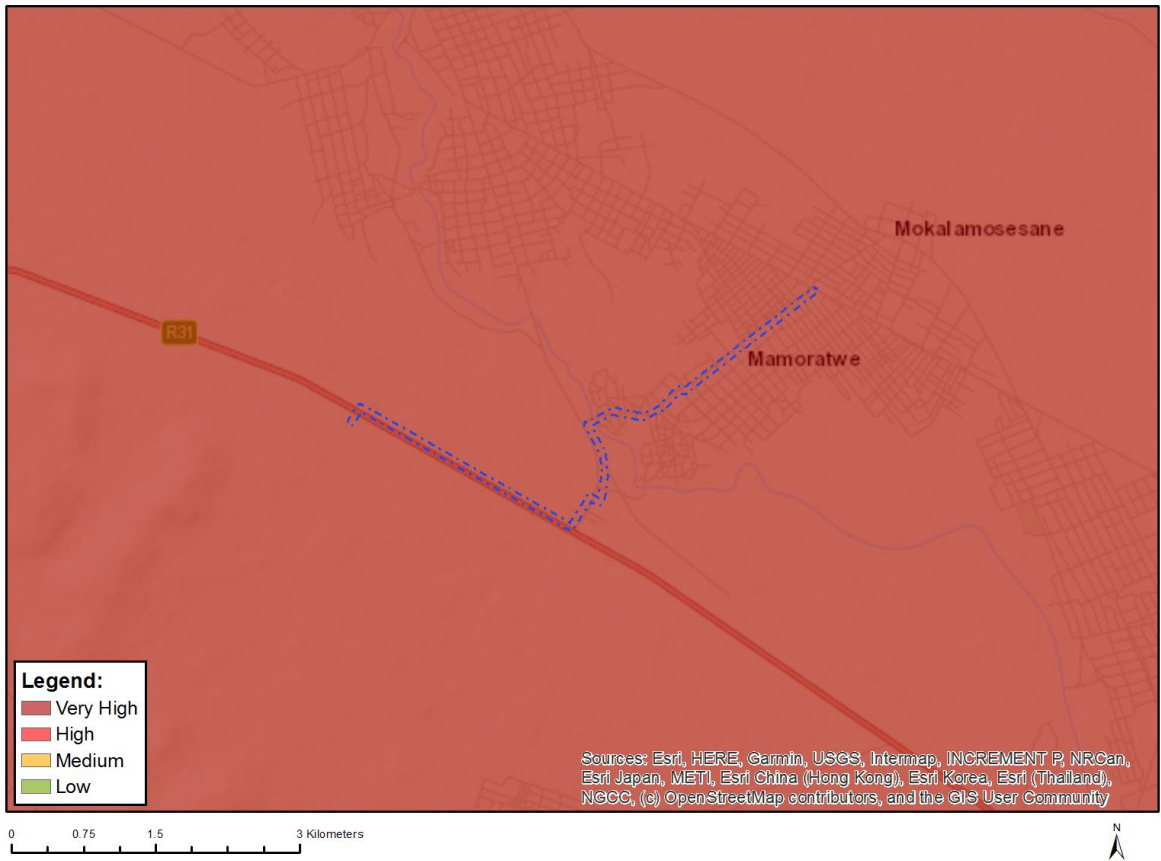 Mokalamosesane
R31
Mamoratwe
Legend:
Very High
High
Medium
Low
Sources: Esri, HERE, Garmin, USGS, Intermap, INCREMENT P, NRCan,
Esri Japan, METI, Esri China (Hong Kong), Esri Korea, Esri (Thailand),
NGCC, (c) OpenStreetMap contributors, and the GIS User Community
0 0.75 1.5 3 Kilometers
N